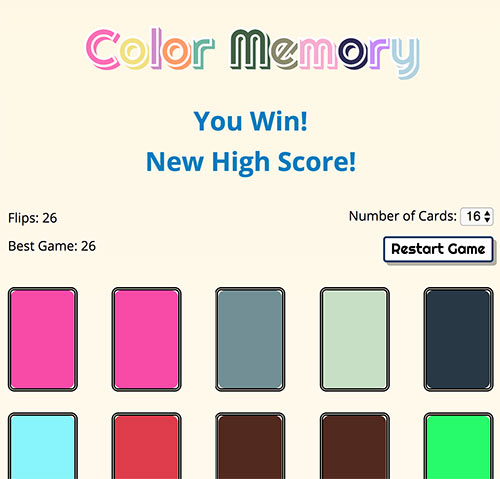 Color Memory
You Win!
New High Score!
Flips: 26
Number of Cards: 16
Best Game: 26
Restart Game